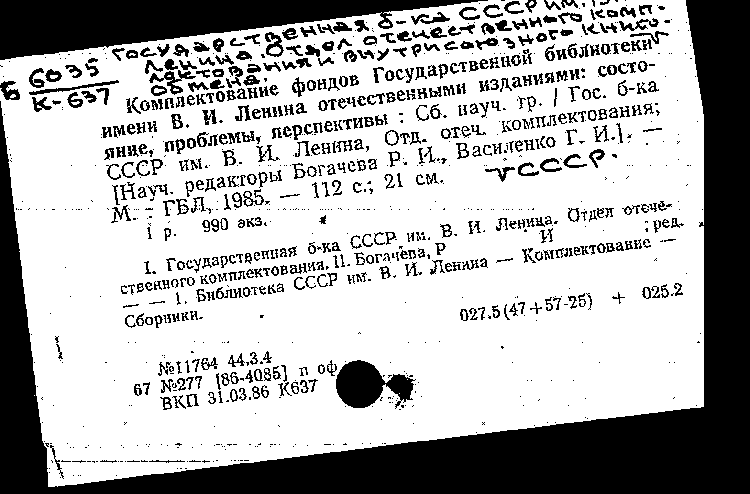 Государственная б-ка СССР им.
Ленина. Отдел отечественного комп-
лектования и внутрисоюзного книго-
обмена.
Б 6035
К-637
Комплектование фондов Государственной библиотеки
имени В. И. Ленина отечественными изданиями: состо-
яние, проблемы, перспективы : Сб. науч. тр. / Гос. б-ка
СССР им. В. И. Ленина, Отд. отеч. комплектования;
[Науч. редакторы Богачева Р. И., Василенко Г. И.]. —
М. : ГБЛ, 1985. — 112 с.; 21 см.
СССР.
1 р. 990 экз.
I. Государственная б-ка СССР им. В. И. Ленина. Отдел отече-
ственного комплектования. II. Богачева, Р И ; ред.
— — 1. Библиотека СССР им. В. И. Ленина — Комплектование —
Сборники.
027.5(47+57-25) + 025.2
№11764 44.3.4
67 №277 [86-4085] п оф
ВКП 31.03.86 К637